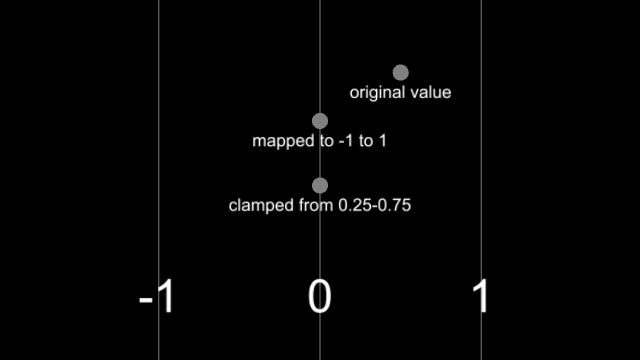 original value
mapped to -1 to 1
clamped from 0.25-0.75
-1 0 1